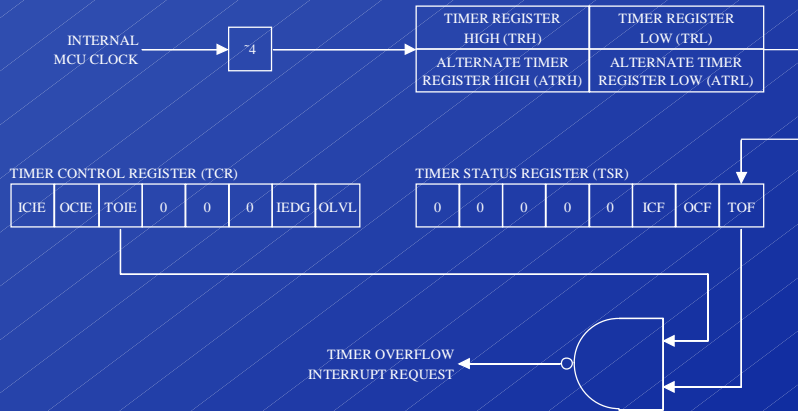 TIMER REGISTER
HIGH (TRH)
TIMER REGISTER
LOW (TRL)
INTERNAL
MCU CLOCK
˜4
ALTERNATE TIMER
REGISTER HIGH (ATRH)
ALTERNATE TIMER
REGISTER LOW (ATRL)
TIMER CONTROL REGISTER (TCR)
ICIE OCIE TOIE 0 0 0 IEDG OLVL
TIMER STATUS REGISTER (TSR)
0 0 0 0 0 ICF OCF TOF
TIMER OVERFLOW
INTERRUPT REQUEST